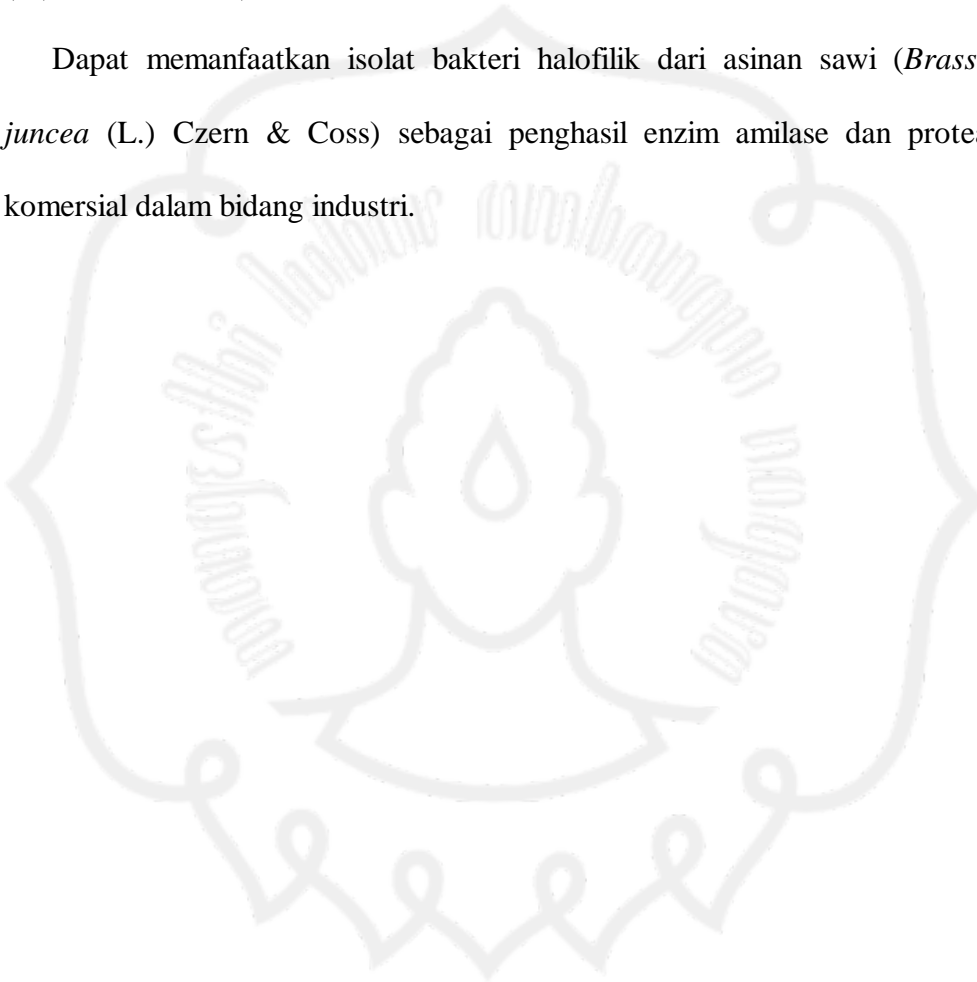 Dapat memanfaatkan isolat bakteri halofilik dari asinan sawi (Brass
juncea (L.) Czern & Coss) sebagai penghasil enzim amilase dan protea
komersial dalam bidang industri.